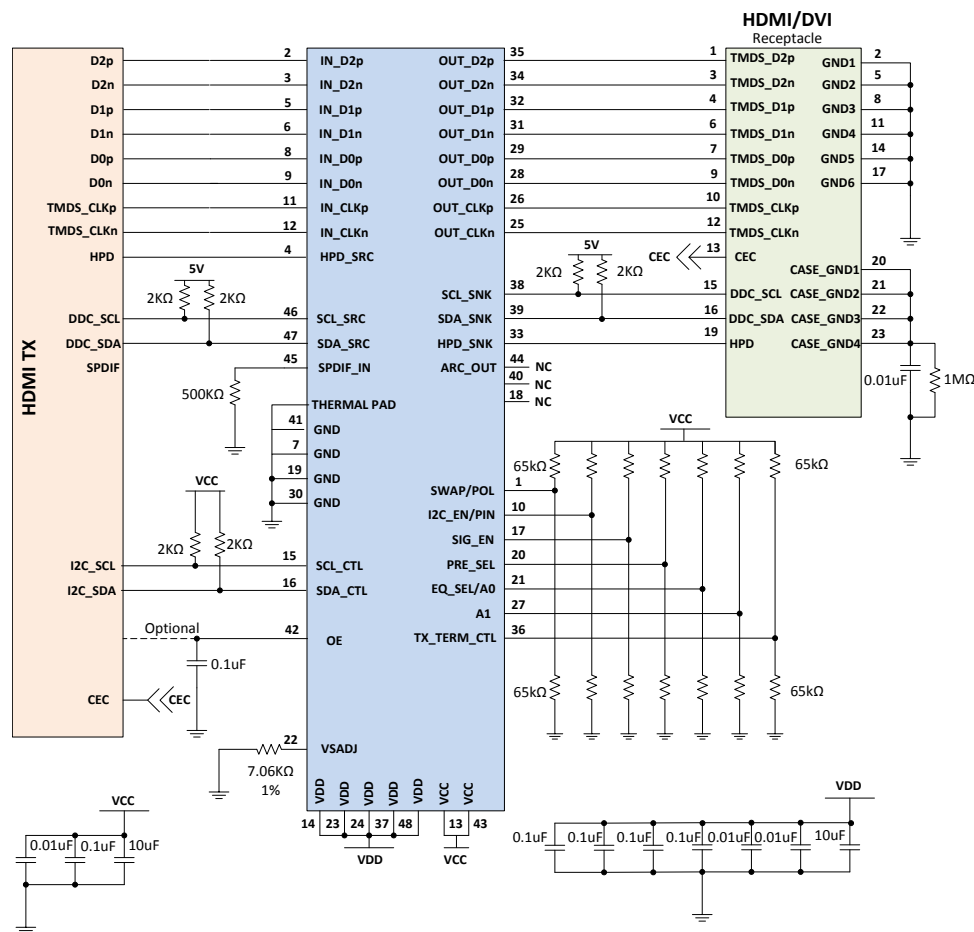 HDMI/DVI
Receptacle
D2p 2 IN_D2p OUT_D2p 35 1 TMDS_D2p GND1 2
D2n 3 IN_D2n OUT_D2n 34 3 TMDS_D2n GND2 5
D1p 5 IN_D1p OUT_D1p 32 4 TMDS_D1p GND3 8
D1n 6 IN_D1n OUT_D1n 31 6 TMDS_D1n GND4 11
D0p 8 IN_D0p OUT_D0p 29 7 TMDS_D0p GND5 14
D0n 9 IN_D0n OUT_D0n 28 9 TMDS_D0n GND6 17
TMDS_CLKp 11 IN_CLKp OUT_CLKp 26 10 TMDS_CLKp
TMDS_CLKn 12 IN_CLKn OUT_CLKn 25 12 TMDS_CLKn
HPD 4 HPD_SRC 5V CEC 13 CEC
5V 2KΩ 2KΩ CASE_GND1 20
2KΩ 2KΩ SCL_SNK 38 15 DDC_SCL CASE_GND2 21
DDC_SCL 46 SCL_SRC SDA_SNK 39 16 DDC_SDA CASE_GND3 22
DDC_SDA 47 SDA_SRC HPD_SNK 33 19 HPD CASE_GND4 23
SPDIF 45 SPDIF_IN ARC_OUT 44 NC
40 NC
18 NC
0.01uF 1MΩ
HDMI TX
500KΩ
THERMAL PAD
41 GND
7 GND
19 GND
30 GND
VCC
65kΩ 65kΩ
SWAP/POL 1
I2C_EN/PIN 10
SIG_EN 17
PRE_SEL 20
EQ_SEL/A0 21
A1 27
TX_TERM_CTL 36
65kΩ 65kΩ
VCC
2KΩ 2KΩ
I2C_SCL 15 SCL_CTL
I2C_SDA 16 SDA_CTL
Optional 42 OE
0.1uF
CEC CEC
22 VSADJ
7.06KΩ
1%
VDD VDD VDD VDD VDD VCC VCC
14 23 24 37 48 13 43
VDD VCC
VCC
0.01uF 0.1uF 10uF
VDD
0.1uF 0.1uF 0.1uF 0.1uF 0.01uF 0.01uF 10uF